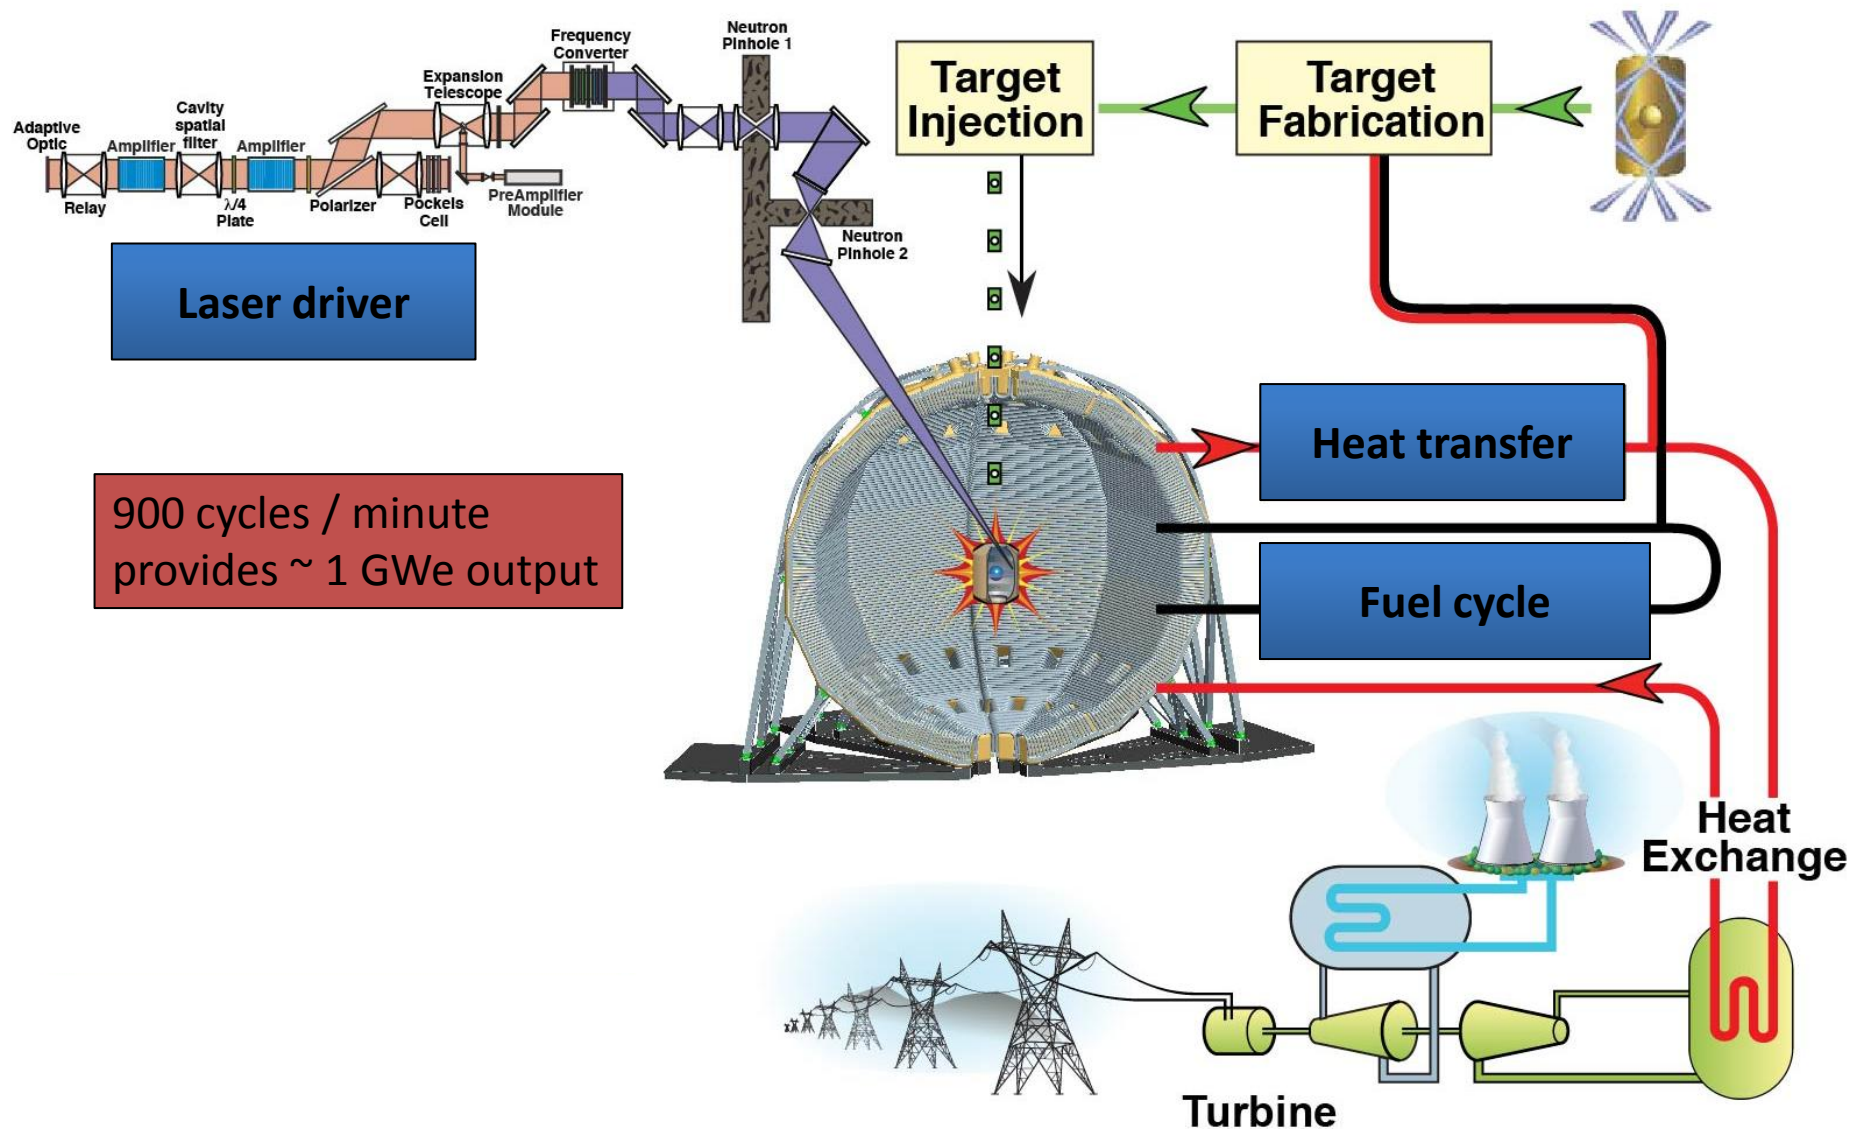 Adaptive
Optic
Relay
Amplifier
Cavity
spatial
filter
λ/4
Plate
Amplifier
Polarizer
Pockels
Cell
Expansion
Telescope
PreAmplifier
Module
Frequency
Converter
Neutron
Pinhole 1
Neutron
Pinhole 2
Target
Injection
Target
Fabrication
Laser driver
900 cycles / minute
provides ~ 1 GWe output
Heat transfer
Fuel cycle
Heat
Exchange
Turbine